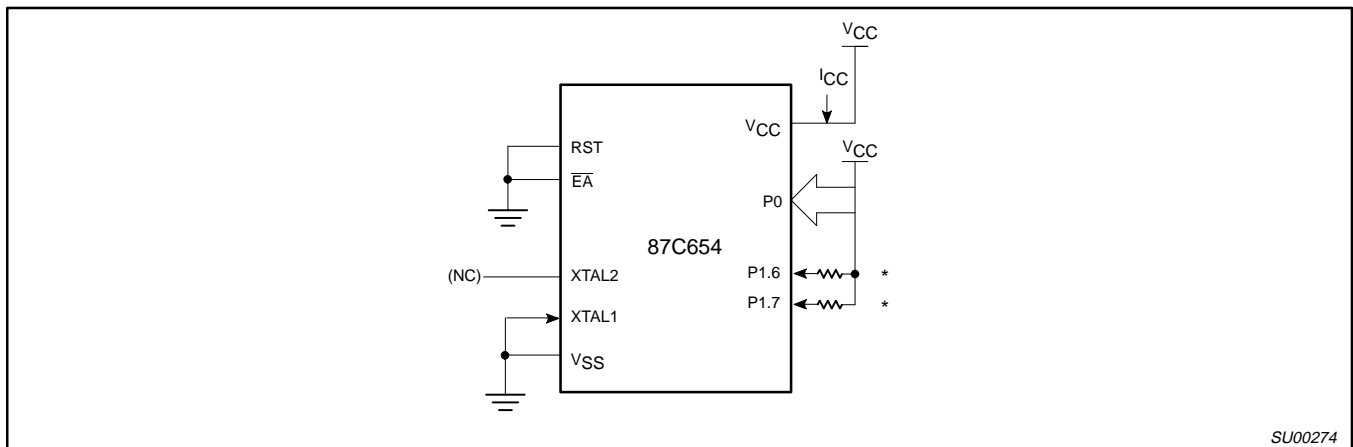 VCC
ICC
VCC
RST
VCC
EA
P0
87C654
(NC)
XTAL2
P1.6
*
P1.7
*
XTAL1
VSS
SU00274